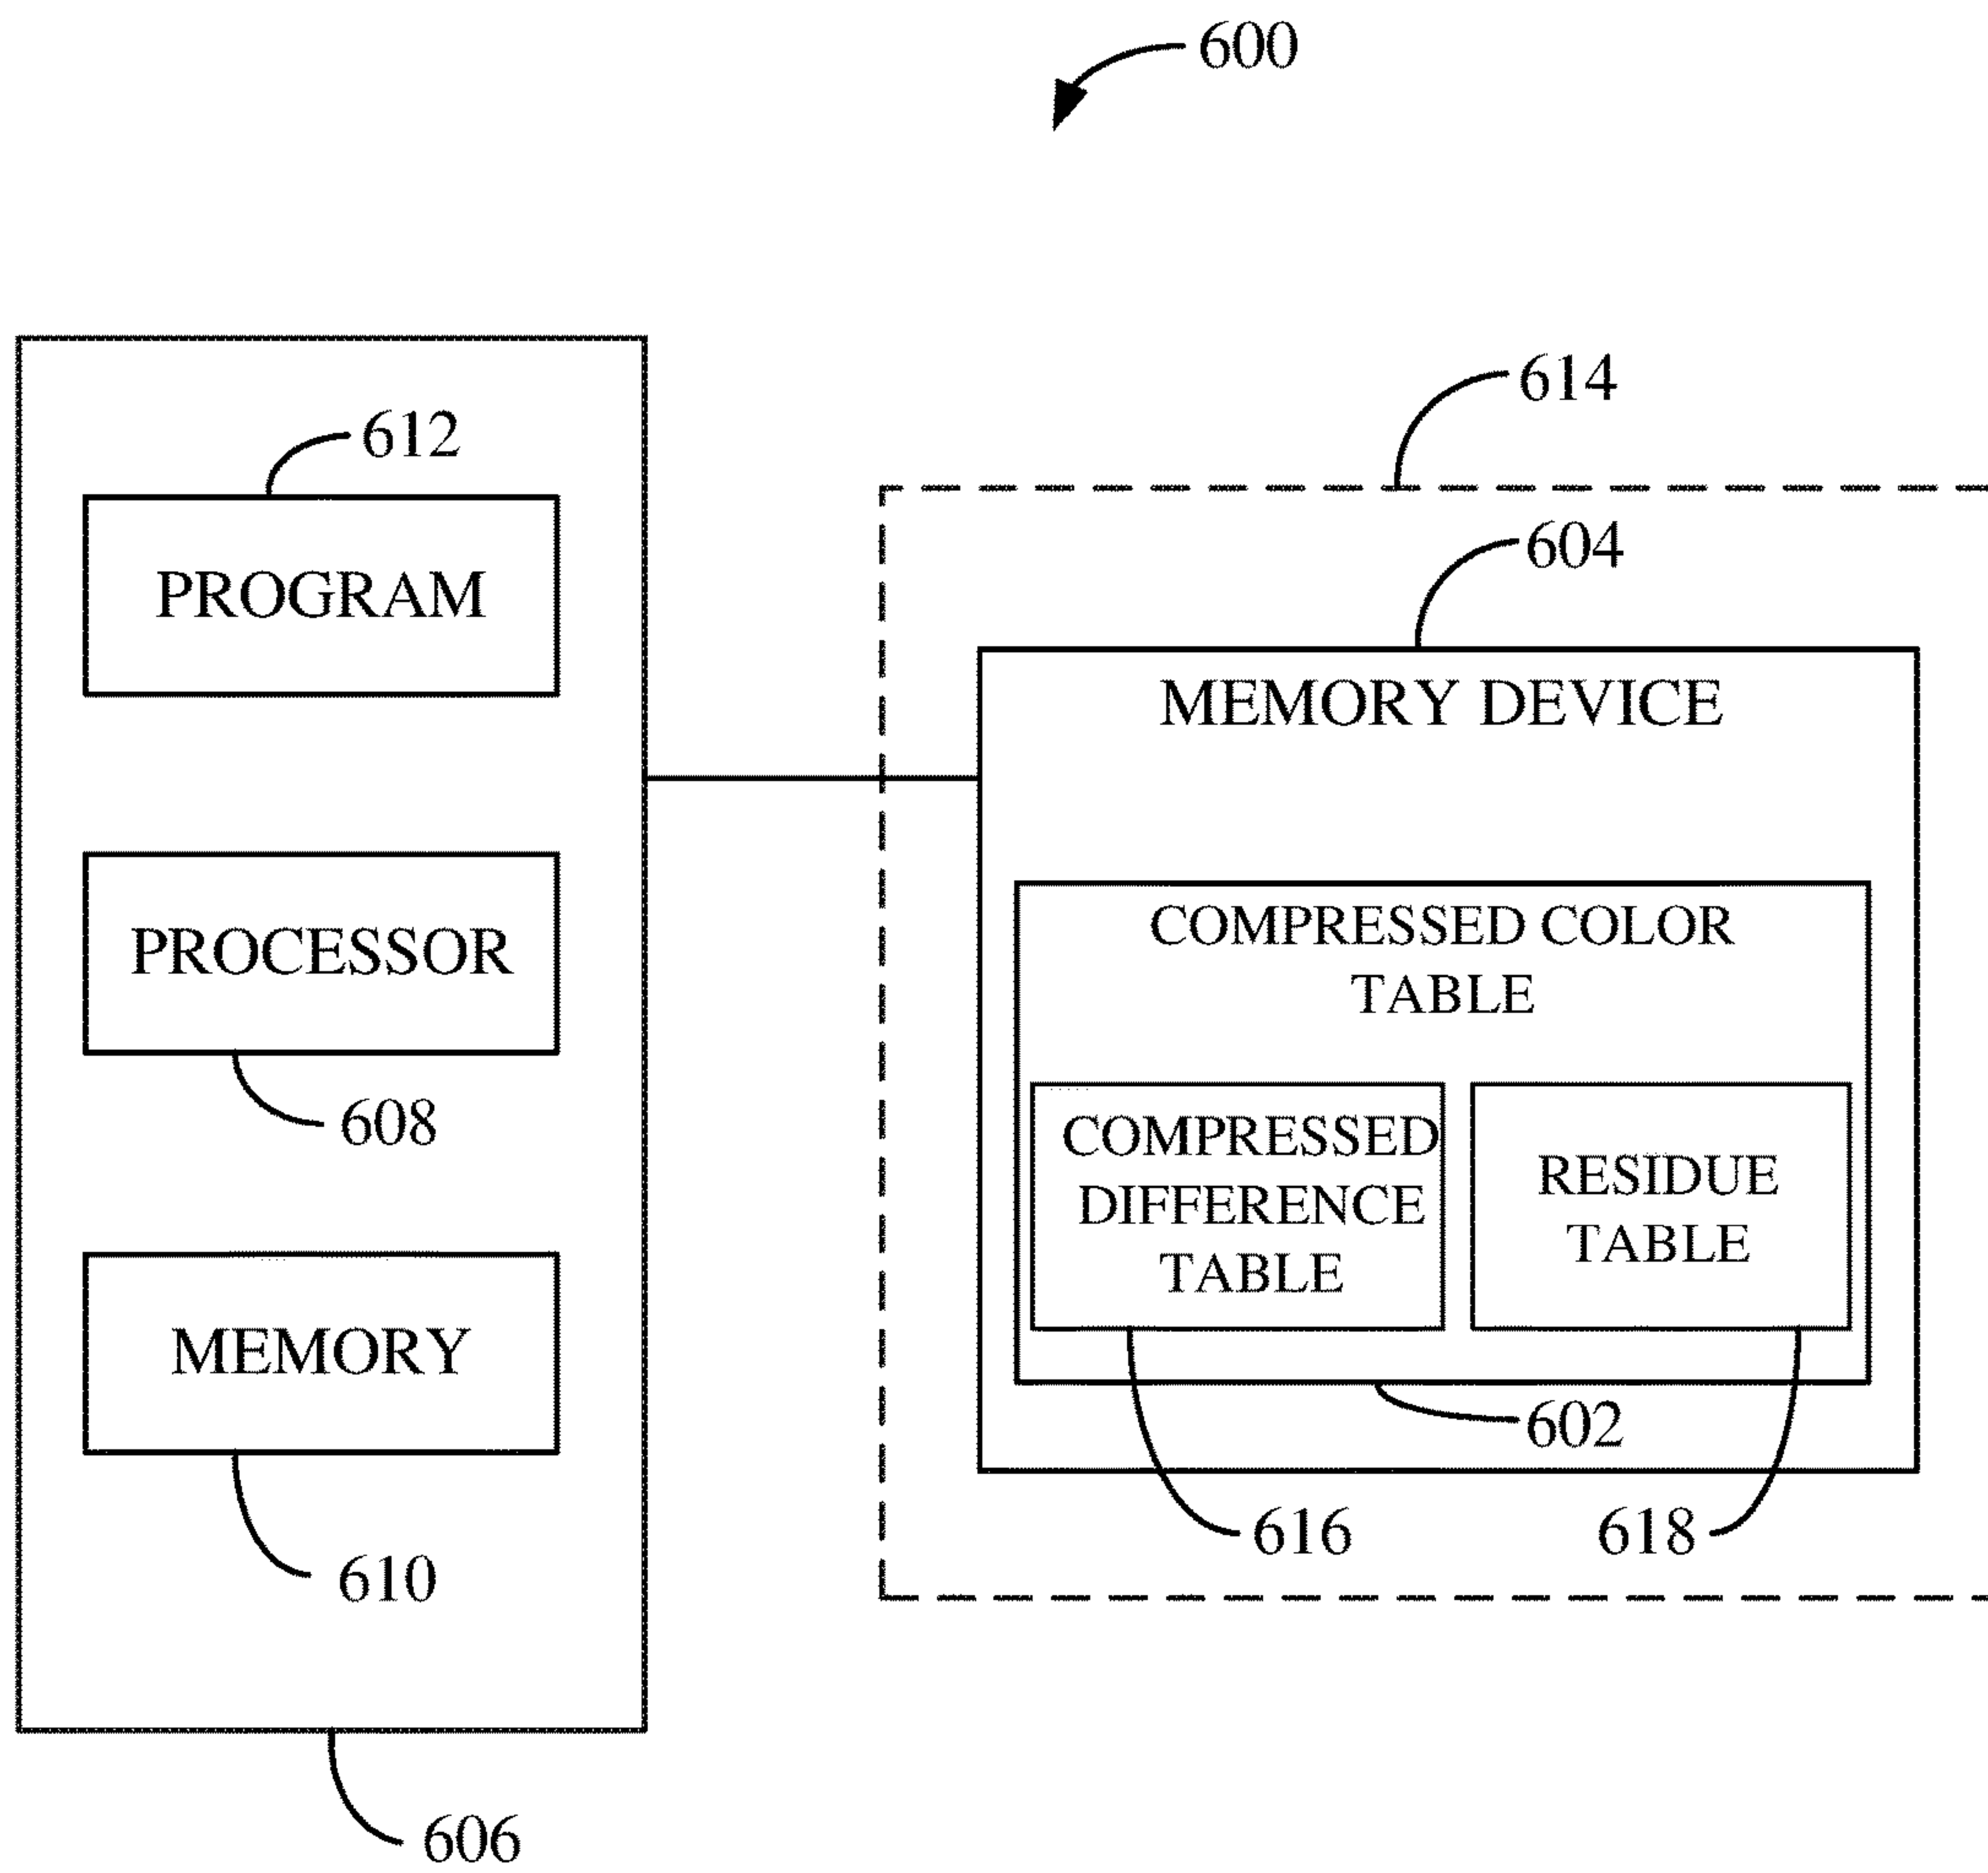 600
614
612
604
PROGRAM
MEMORY DEVICE
PROCESSOR
COMPRESSED COLOR
TABLE
608
COMPRESSED
DIFFERENCE
TABLE
RESIDUE
TABLE
MEMORY
602
616
618
610
606